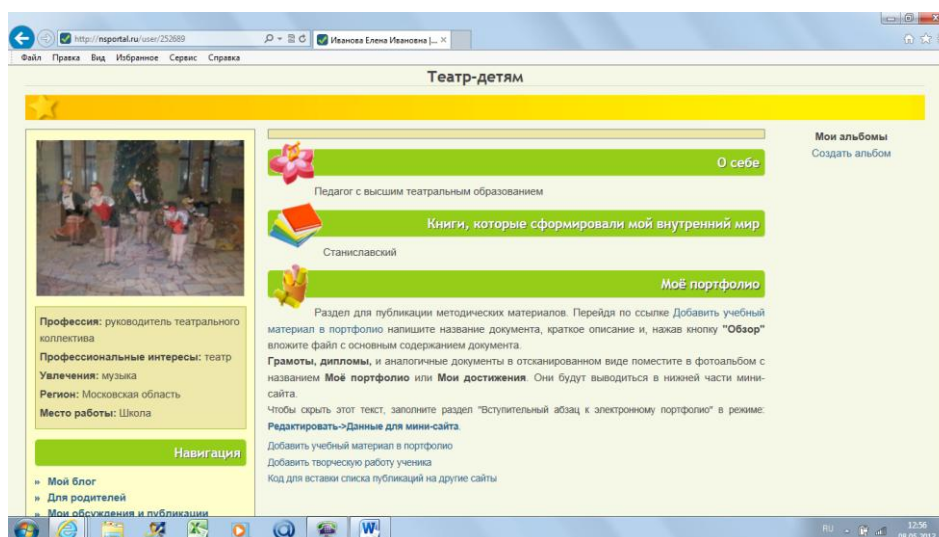 http://nsportal.ru/user/252689
Иванова Елена Ивановна |...
Файл Правка Вид Избранное Сервис Справка
Театр-детям
Профессия: руководитель театрального
коллектива
Профессиональные интересы: театр
Увлечения: музыка
Регион: Московская область
Место работы: Школа
Навигация
» Мой блог
» Для родителей
» Мои обсуждения и публикации
О себе
Педагог с высшим театральным образованием
Книги, которые сформировали мой внутренний мир
Станиславский
Моё портфолио
Раздел для публикации методических материалов. Перейдя по ссылке Добавить учебный
материал в портфолио напишите название документа, краткое описание и, нажав кнопку "Обзор"
вложите файл с основным содержанием документа.
Грамоты, дипломы, и аналогичные документы в отсканированном виде поместите в фотоальбом с
названием Моё портфолио или Мои достижения. Они будут выводиться в нижней части мини-
сайта.
Чтобы скрыть этот текст, заполните раздел "Вступительный абзац к электронному портфолио" в режиме:
Редактировать->Данные для мини-сайта.
Добавить учебный материал в портфолио
Добавить творческую работу ученика
Код для вставки списка публикаций на другие сайты
Мои альбомы
Создать альбом
RU
12:56
08.05.2012